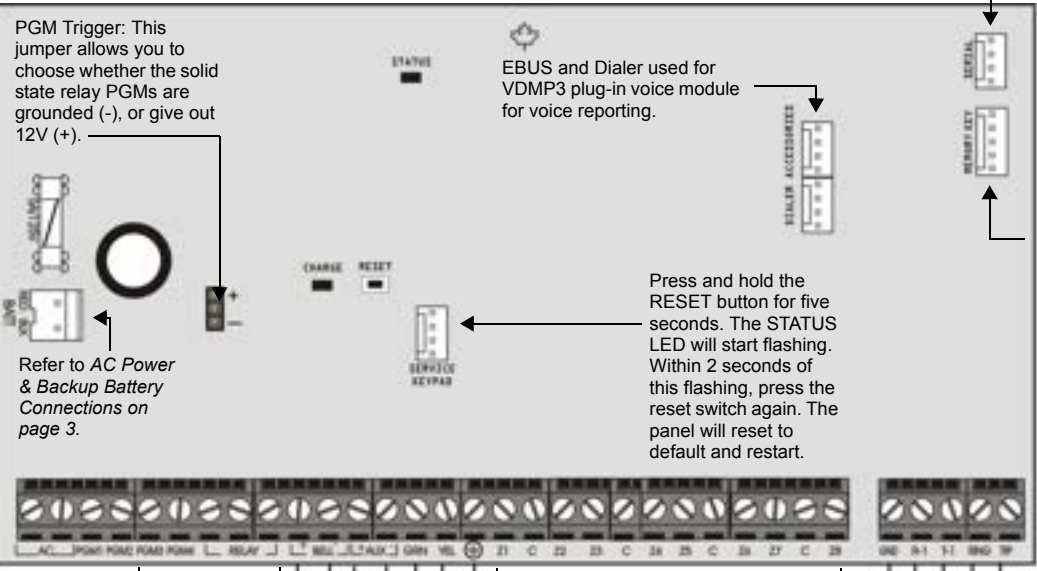 PGM Trigger: This
jumper allows you to
choose whether the solid
state relay PGMs are
grounded (-), or give out
12V (+).
STATUS
EBUS and Dialer used for
VDMP3 plug-in voice module
for voice reporting.
SERIAL
MEMORY KEY
DIALER ACCESSORIES
CHARGE
RESET
+
−
BATT
RED BLK
SERVICE
KEYPAD
Refer to AC Power
& Backup Battery
Connections on
page 3.
Press and hold the
RESET button for five
seconds. The STATUS
LED will start flashing.
Within 2 seconds of
this flashing, press the
reset switch again. The
panel will reset to
default and restart.
AC PGM1 PGM2 PGM3 PGM4 RELAY BELL AUX GRN YEL Z1 C Z2 Z3 C Z4 Z5 C Z6 Z7 C Z8 GND R-1 T-1 RING TIP